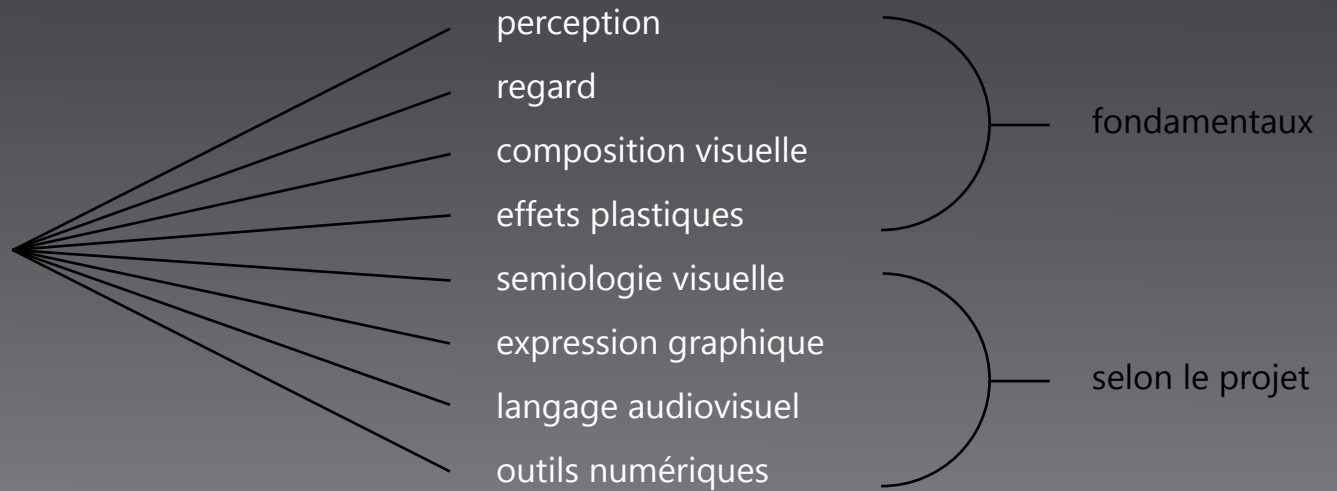 perception
regard
composition visuelle
effets plastiques
fondamentaux
semiologie visuelle
expression graphique
langage audiovisuel
outils numériques
selon le projet